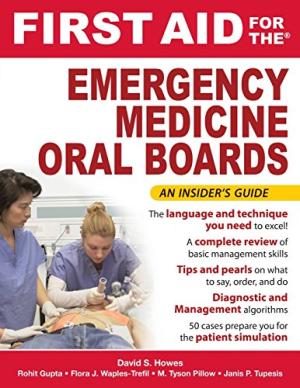 FIRST AID FOR THE®
EMERGENCY
MEDICINE
ORAL BOARDS
AN INSIDER'S GUIDE
The language and technique
you need to excel!
A complete review of
basic management skills
Tips and pearls on what
to say, order, and do
Diagnostic and
Management algorithms
50 cases prepare you for
the patient simulation
David S. Howes
Rohit Gupta • Flora J. Waples-Trefil • M. Tyson Pillow • Janis P. Tupesis